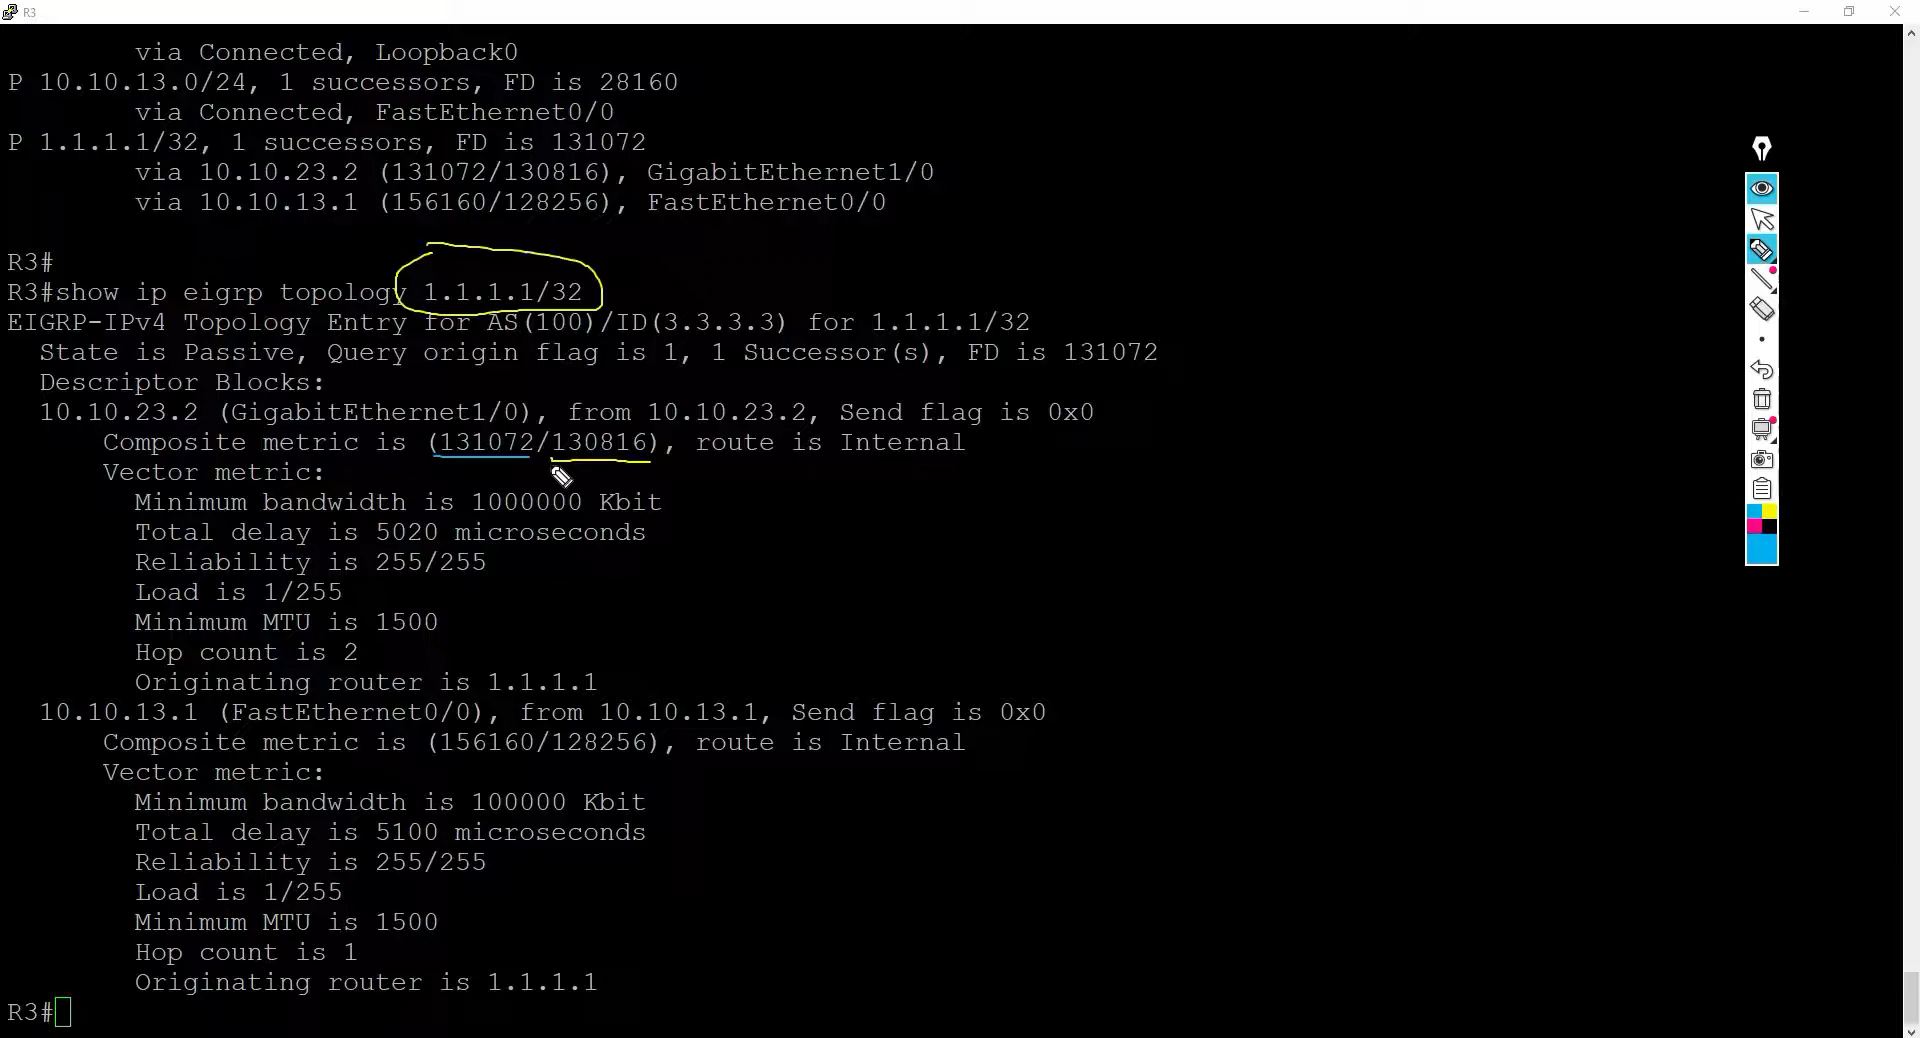 R3
via Connected, Loopback0
P 10.10.13.0/24, 1 successors, FD is 28160
via Connected, FastEthernet0/0
P 1.1.1.1/32, 1 successors, FD is 131072
via 10.10.23.2 (131072/130816), GigabitEthernet1/0
via 10.10.13.1 (156160/128256), FastEthernet0/0
R3#
R3#show ip eigrp topology 1.1.1.1/32
EIGRP-IPv4 Topology Entry for AS(100)/ID(3.3.3.3) for 1.1.1.1/32
State is Passive, Query origin flag is 1, 1 Successor(s), FD is 131072
Descriptor Blocks:
10.10.23.2 (GigabitEthernet1/0), from 10.10.23.2, Send flag is 0x0
Composite metric is (131072/130816), route is Internal
Vector metric:
Minimum bandwidth is 1000000 Kbit
Total delay is 5020 microseconds
Reliability is 255/255
Load is 1/255
Minimum MTU is 1500
Hop count is 2
Originating router is 1.1.1.1
10.10.13.1 (FastEthernet0/0), from 10.10.13.1, Send flag is 0x0
Composite metric is (156160/128256), route is Internal
Vector metric:
Minimum bandwidth is 100000 Kbit
Total delay is 5100 microseconds
Reliability is 255/255
Load is 1/255
Minimum MTU is 1500
Hop count is 1
Originating router is 1.1.1.1
R3#